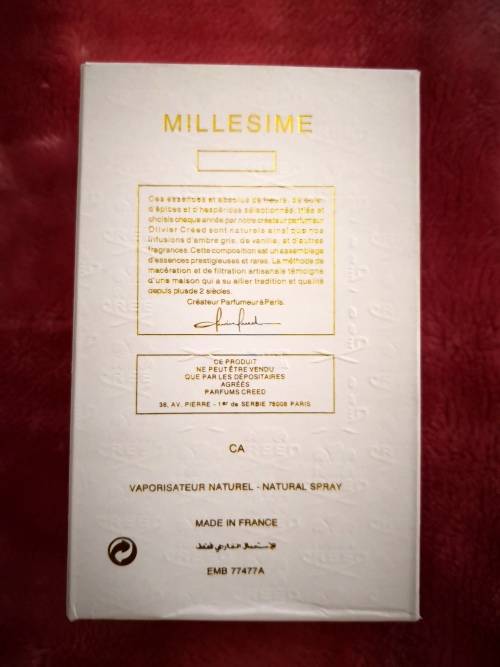 MILLESIME
Ces essences et absolus de fleurs, de
d'épices et d'hespéridés sélectionnés, triés et
choisis chaque année par notre créateur parfumeur
Olivier Creed sont naturels ainsi que nos
infusions d'ambre gris, de vanille, et d'autres
fragrances. Cette composition est un assemblage
d'essences prestigieuses et rares. La méthode de
macération et de filtration artisanale témoigne
d'une maison qui a su allier tradition et qualité
depuis plus de 2 siècles.
Créateur Parfumeur à Paris.
CE PRODUIT
NE PEUT ÊTRE VENDU
QUE PAR LES DÉPOSITAIRES
AGRÉÉS
PARFUMS CREED
38, AV. PIERRE - 1er de SERBIE 75008 PARIS
CA
VAPORISATEUR NATUREL - NATURAL SPRAY
MADE IN FRANCE
للإستعمال الخارجي فقط
EMB 77477A